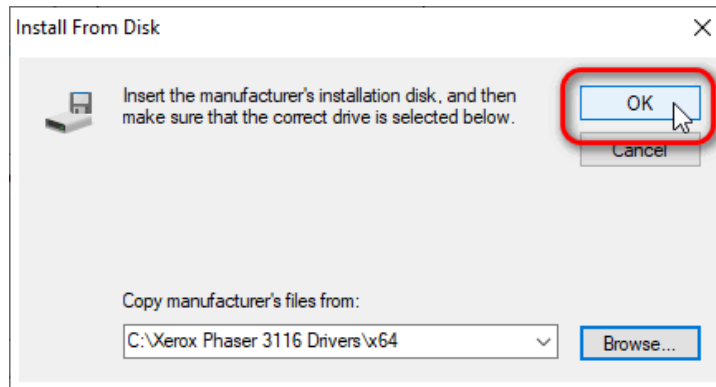 Install From Disk
Insert the manufacturer's installation disk, and then
make sure that the correct drive is selected below.
OK
Cancel
Copy manufacturer's files from:
C:\Xerox Phaser 3116 Drivers\x64
Browse...